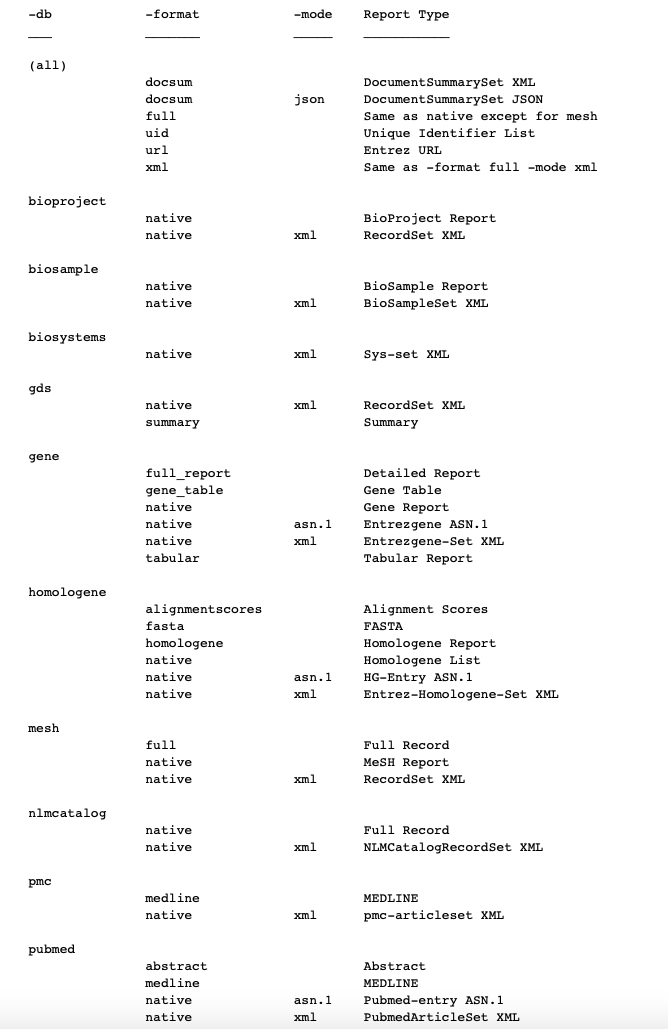 -db -format -mode Report Type
___ _______ _____ ___________
(all)
docsum DocumentSummarySet XML
docsum json DocumentSummarySet JSON
full Same as native except for mesh
uid Unique Identifier List
url Entrez URL
xml Same as -format full -mode xml
bioproject
native BioProject Report
native xml RecordSet XML
biosample
native BioSample Report
native xml BioSampleSet XML
biosystems
native xml Sys-set XML
gds
native xml RecordSet XML
summary Summary
gene
full_report Detailed Report
gene_table Gene Table
native Gene Report
native asn.1 Entrezgene ASN.1
native xml Entrezgene-Set XML
tabular Tabular Report
homologene
alignmentscores Alignment Scores
fasta FASTA
homologene Homologene Report
native Homologene List
native asn.1 HG-Entry ASN.1
native xml Entrez-Homologene-Set XML
mesh
full Full Record
native MeSH Report
native xml RecordSet XML
nlmcatalog
native Full Record
native xml NLMCatalogRecordSet XML
pmc
medline MEDLINE
native xml pmc-articleset XML
pubmed
abstract Abstract
medline MEDLINE
native asn.1 Pubmed-entry ASN.1
native xml PubmedArticleSet XML